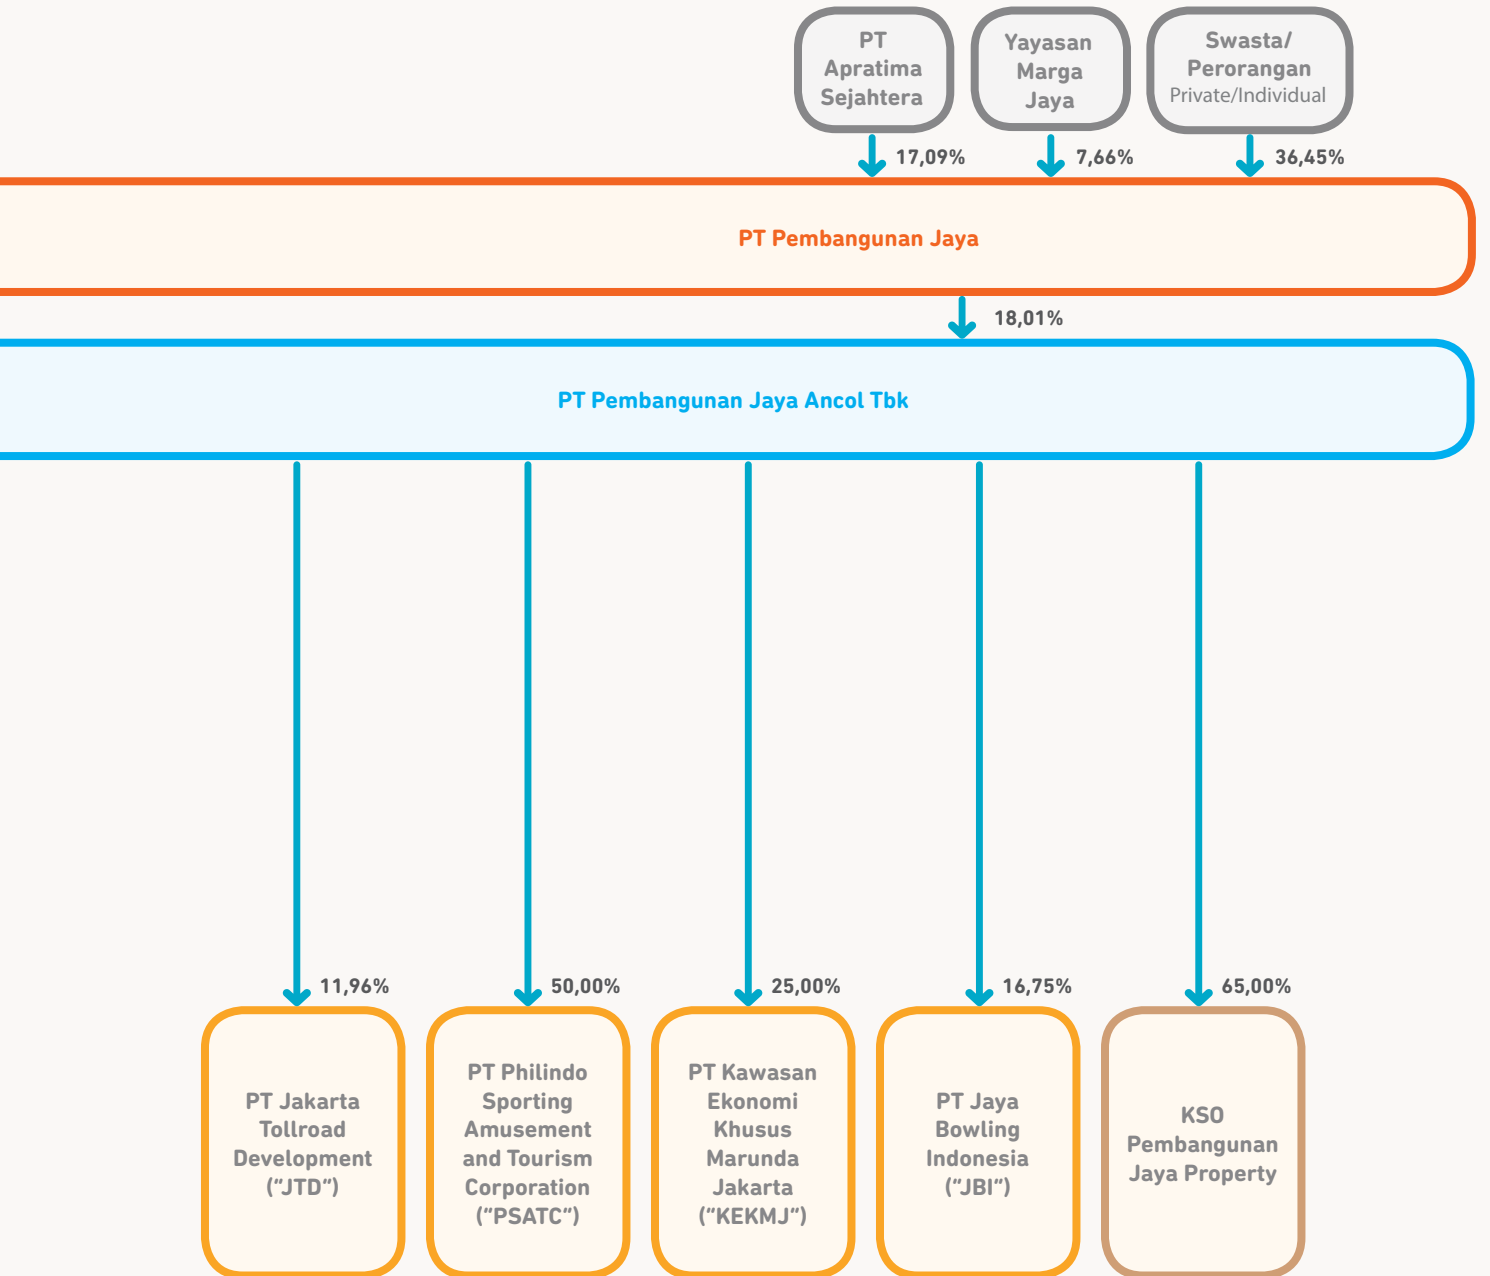 PT
Apratima
Sejahtera
Yayasan
Marga
Jaya
Swasta/
Perorangan
Private/Individual
17,09%
7,66%
36,45%
PT Pembangunan Jaya
18,01%
PT Pembangunan Jaya Ancol Tbk
11,96%
50,00%
25,00%
16,75%
65,00%
PT Jakarta
Tollroad
Development
("JTD")
PT Philindo
Sporting
Amusement
and Tourism
Corporation
("PSATC")
PT Kawasan
Ekonomi
Khusus
Marunda
Jakarta
("KEKMJ")
PT Jaya
Bowling
Indonesia
("JBI")
KSO
Pembangunan
Jaya Property